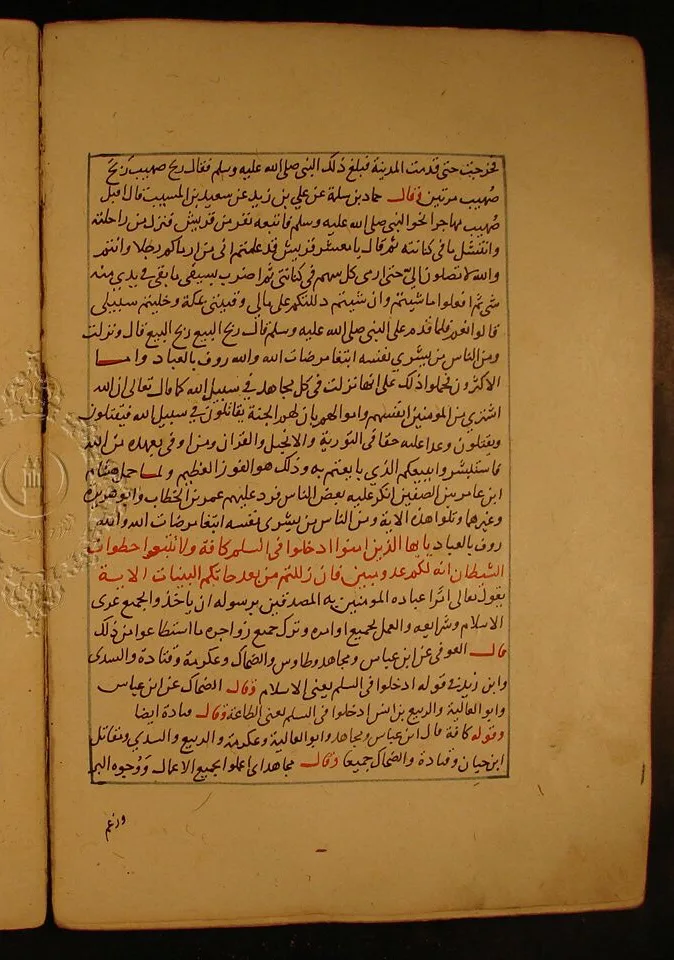 فخرجت حتى قدمت المدينة فبلغ ذلك النبي صلى الله عليه وسلم فقال ربح صهيب ربح
صهيب مرتين وقال حماد بن سلمة عن علي بن زيد عن سعيد بن المسيب قال اقبل
صهيب مهاجرا نحو النبي صلى الله عليه وسلم فاتبعه نفر من قريش فنزل من راحلته
وانتثل ما في كنانته ثم قال يا معشر قريش قد علمتم اني من ارماكم رجلا وانتم
والله لا تصلون الي حتى ارمي كل سهم في كنانتي ثم اضرب بسيفي ما بقي في يدي منه
شي ثم افعلوا ما شيتم وان شيتم دللتكم على مالي وقنيتي بمكة وخليتم سبيلي
قالوا نعم فلما قدم على النبي صلى الله عليه وسلم قال ربح البيع ربح البيع قال ونزلت
ومن الناس من يشري نفسه ابتغا مرضات الله والله روف بالعباد واما
الاكثرون فحملوا ذلك على انها نزلت في كل مجاهد في سبيل الله كما قال تعالى ان الله
اشترى من المومنين انفسهم واموالهم بان لهم الجنة يقاتلون في سبيل الله فيقتلون
ويقتلون وعدا عليه حقا في التورية والانجيل والقران ومن اوفى بعهده من الله
فاستبشروا ببيعكم الذي بايعتم به وذلك هو الفوز العظيم ولما حمل هشام
ابن عامر بين الصفين انكر عليه بعض الناس فرد عليهم عمر بن الخطاب وابو هريرة
وغيرهما وتلوا هذه الاية ومن الناس من يشري نفسه ابتغا مرضات الله والله
روف بالعباد يا يها الذين امنوا ادخلوا في السلم كافة ولا تتبعوا خطوات
الشيطان انه لكم عدو مبين فان زللتم من بعد ما جاتكم البينات الاية
يقول تعالى امرا عباده المومنين به المصدقين برسوله ان ياخذوا بجميع عرى
الاسلام وشرايعه والعمل بجميع اوامره وترك جميع زواجره ما استطاعوا من ذلك
قال العوفي عن ابن عباس ومجاهد وطاوس والضحاك وعكرمة وقتادة والسدي
وابن زيد في قوله ادخلوا في السلم يعني الاسلام وقال الضحاك عن ابن عباس
وابو العالية والربيع بن انس ادخلوا في السلم يعني الطاعة وقال قتادة ايضا
وقوله كافة قال ابن عباس ومجاهد وابو العالية وعكرمة والربيع والسدي ومقاتل
ابن حيان وقتادة والضحاك جميعا وقال مجاهد اي اعملوا بجميع الاعمال ووجوه البر
وزعم